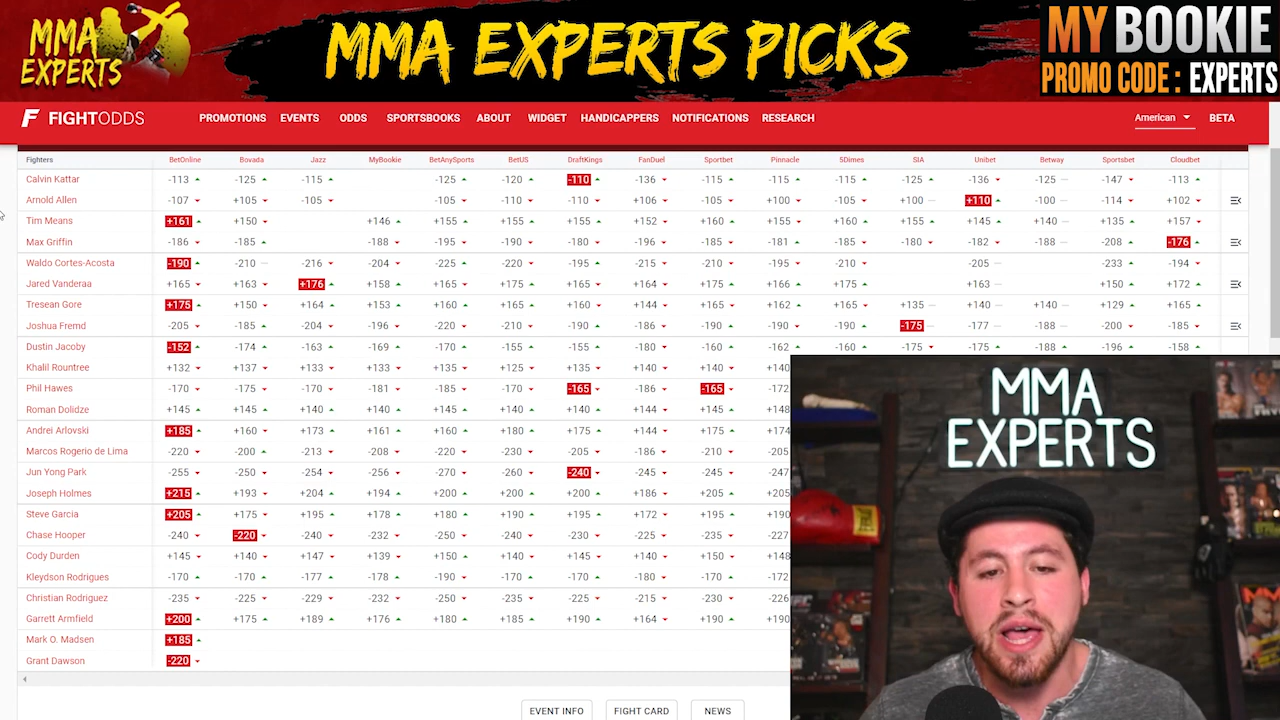 MMA
EXPERTS
MMA EXPERTS PICKS
MY BOOKIE
PROMO CODE : EXPERTS
F FIGHTODDS
PROMOTIONS EVENTS ODDS SPORTSBOOKS ABOUT WIDGET HANDICAPPERS NOTIFICATIONS RESEARCH American BETA
Fighters BetOnline Bovada Jazz MyBookie BetAnySports BetUS DraftKings FanDuel Sportbet Pinnacle 5Dimes SIA Unibet Betway Sportsbet Cloudbet
Calvin Kattar -113 -125 -115 -125 -120 -110 -136 -115 -115 -115 -125 -136 -125 -147 -113
Arnold Allen -107 +105 -105 -105 -110 -110 +106 -105 +100 -105 +100 +110 -100 -114 +102
Tim Means +161 +150 +146 +155 +155 +155 +152 +160 +155 +160 +155 +145 +140 +135 +157
Max Griffin -186 -185 -188 -195 -190 -180 -196 -185 -181 -185 -180 -182 -188 -208 -176
Waldo Cortes-Acosta -190 -210 -216 -204 -225 -220 -195 -215 -210 -195 -210 -205 -233 -194
Jared Vanderaa +165 +163 +176 +158 +165 +175 +165 +164 +175 +166 +175 +163 +150 +172
Tresean Gore +175 +150 +164 +153 +160 +165 +160 +144 +165 +162 +165 +135 +140 +140 +129 +165
Joshua Fremd -205 -185 -204 -196 -220 -210 -190 -186 -190 -190 -190 -175 -177 -188 -200 -185
Dustin Jacoby -152 -174 -163 -169 -170 -155 -155 -180 -160 -162 -160 -175 -175 -188 -196 -158
Khalil Rountree +132 +137 +133 +133 +135 +125 +135 +140 +140 +140
Phil Hawes -170 -175 -170 -181 -185 -170 -165 -186 -165 -172
Roman Dolidze +145 +145 +140 +140 +145 +140 +140 +144 +145 +148
Andrei Arlovski +185 +160 +173 +161 +160 +180 +175 +144 +175 +174
Marcos Rogerio de Lima -220 -200 -213 -208 -220 -230 -205 -186 -210 -205
Jun Yong Park -255 -250 -254 -256 -270 -260 -240 -245 -245 -247
Joseph Holmes +215 +193 +204 +194 +200 +200 +200 +186 +205 +205
Steve Garcia +205 +175 +195 +178 +180 +190 +195 +172 +195 +190
Chase Hooper -240 -220 -240 -232 -250 -240 -230 -225 -235 -227
Cody Durden +145 +140 +147 +139 +150 +140 +145 +140 +150 +148
Kleydson Rodrigues -170 -170 -177 -178 -190 -170 -170 -180 -170 -172
Christian Rodriguez -235 -225 -229 -232 -250 -235 -225 -215 -230 -226
Garrett Armfield +200 +175 +189 +176 +180 +185 +190 +164 +190 +190
Mark O. Madsen +185
Grant Dawson -220
EVENT INFO FIGHT CARD NEWS
MMA
EXPERTS